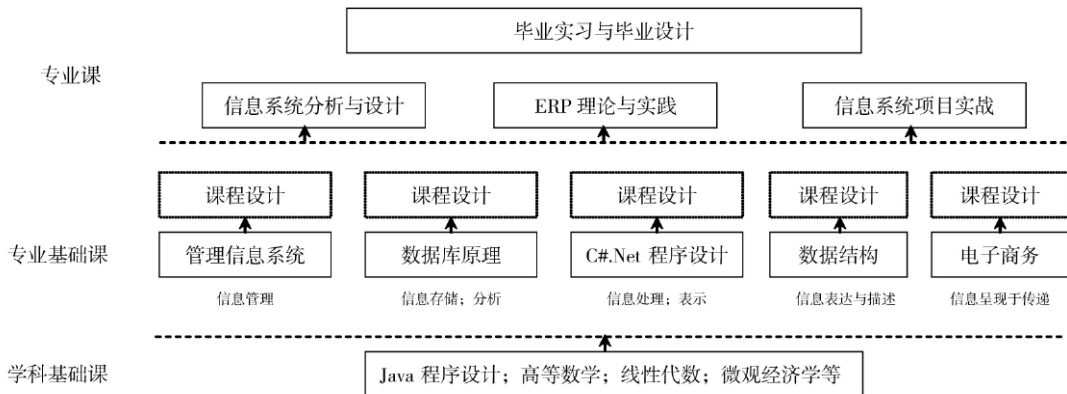 毕业实习与毕业设计
专业课
信息系统分析与设计 ERP 理论与实践 信息系统项目实战
课程设计 课程设计 课程设计 课程设计 课程设计
专业基础课 管理信息系统 数据库原理 C#.Net 程序设计 数据结构 电子商务
信息管理 信息存储；分析 信息处理；表示 信息表达与描述 信息呈现于传递
学科基础课 Java 程序设计；高等数学；线性代数；微观经济学等